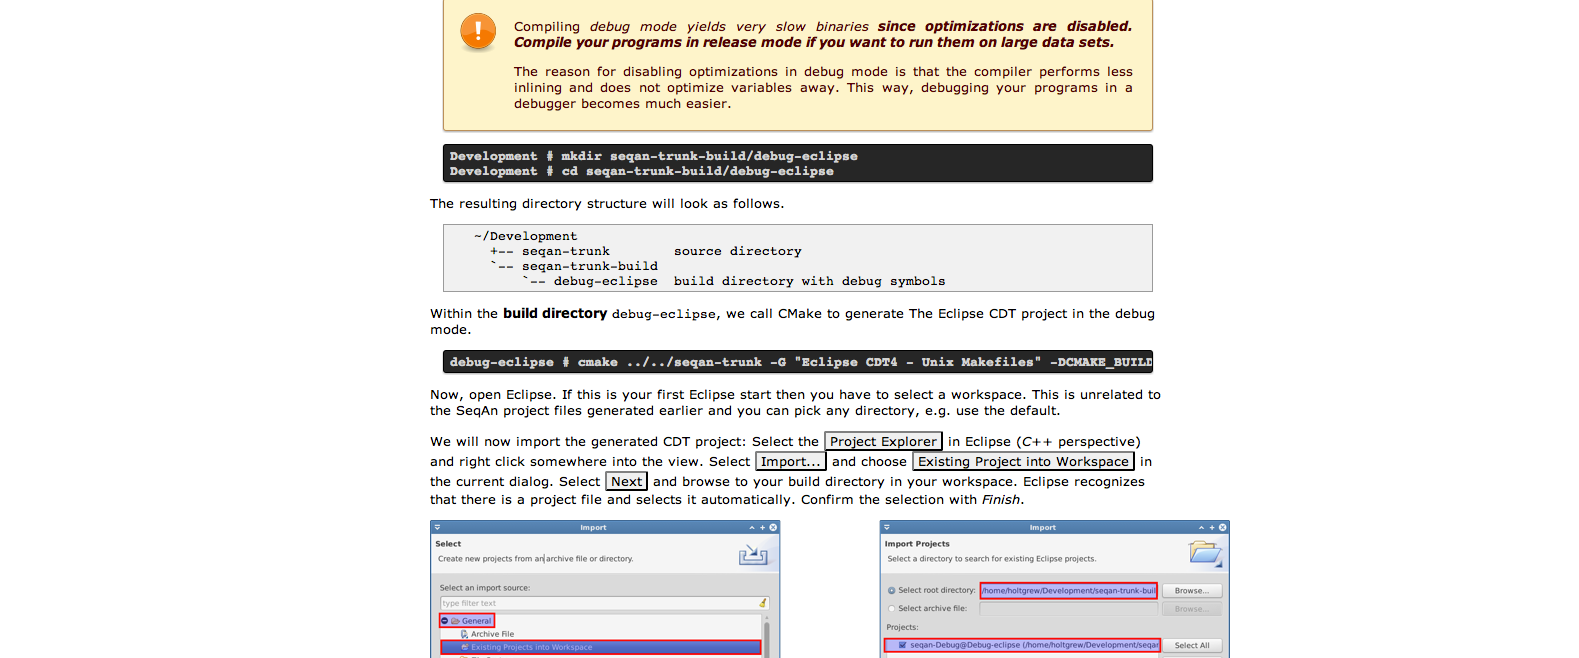 Compiling debug mode yields very slow binaries since optimizations are disabled.
Compile your programs in release mode if you want to run them on large data sets.
The reason for disabling optimizations in debug mode is that the compiler performs less
inlining and does not optimize variables away. This way, debugging your programs in a
debugger becomes much easier.
Development # mkdir seqan-trunk-build/debug-eclipse
Development # cd seqan-trunk-build/debug-eclipse
The resulting directory structure will look as follows.
~/Development
+-- seqan-trunk        source directory
`-- seqan-trunk-build
`-- debug-eclipse  build directory with debug symbols
Within the build directory debug-eclipse, we call CMake to generate The Eclipse CDT project in the debug
mode.
debug-eclipse # cmake ../../seqan-trunk -G "Eclipse CDT4 - Unix Makefiles" -DCMAKE_BUILD
Now, open Eclipse. If this is your first Eclipse start then you have to select a workspace. This is unrelated to
the SeqAn project files generated earlier and you can pick any directory, e.g. use the default.
We will now import the generated CDT project: Select the Project Explorer in Eclipse (C++ perspective)
and right click somewhere into the view. Select Import... and choose Existing Project into Workspace in
the current dialog. Select Next and browse to your build directory in your workspace. Eclipse recognizes
that there is a project file and selects it automatically. Confirm the selection with Finish.
Import
Select
Create new projects from an archive file or directory.
Select an import source:
type filter text
General
Archive File
Existing Projects into Workspace
Import
Import Projects
Select a directory to search for existing Eclipse projects.
Select root directory: /home/holtgrew/Development/seqan-trunk-buil Browse...
Select archive file: Browse...
Projects:
seqan-Debug@Debug-eclipse (/home/holtgrew/Development/seqan Select All